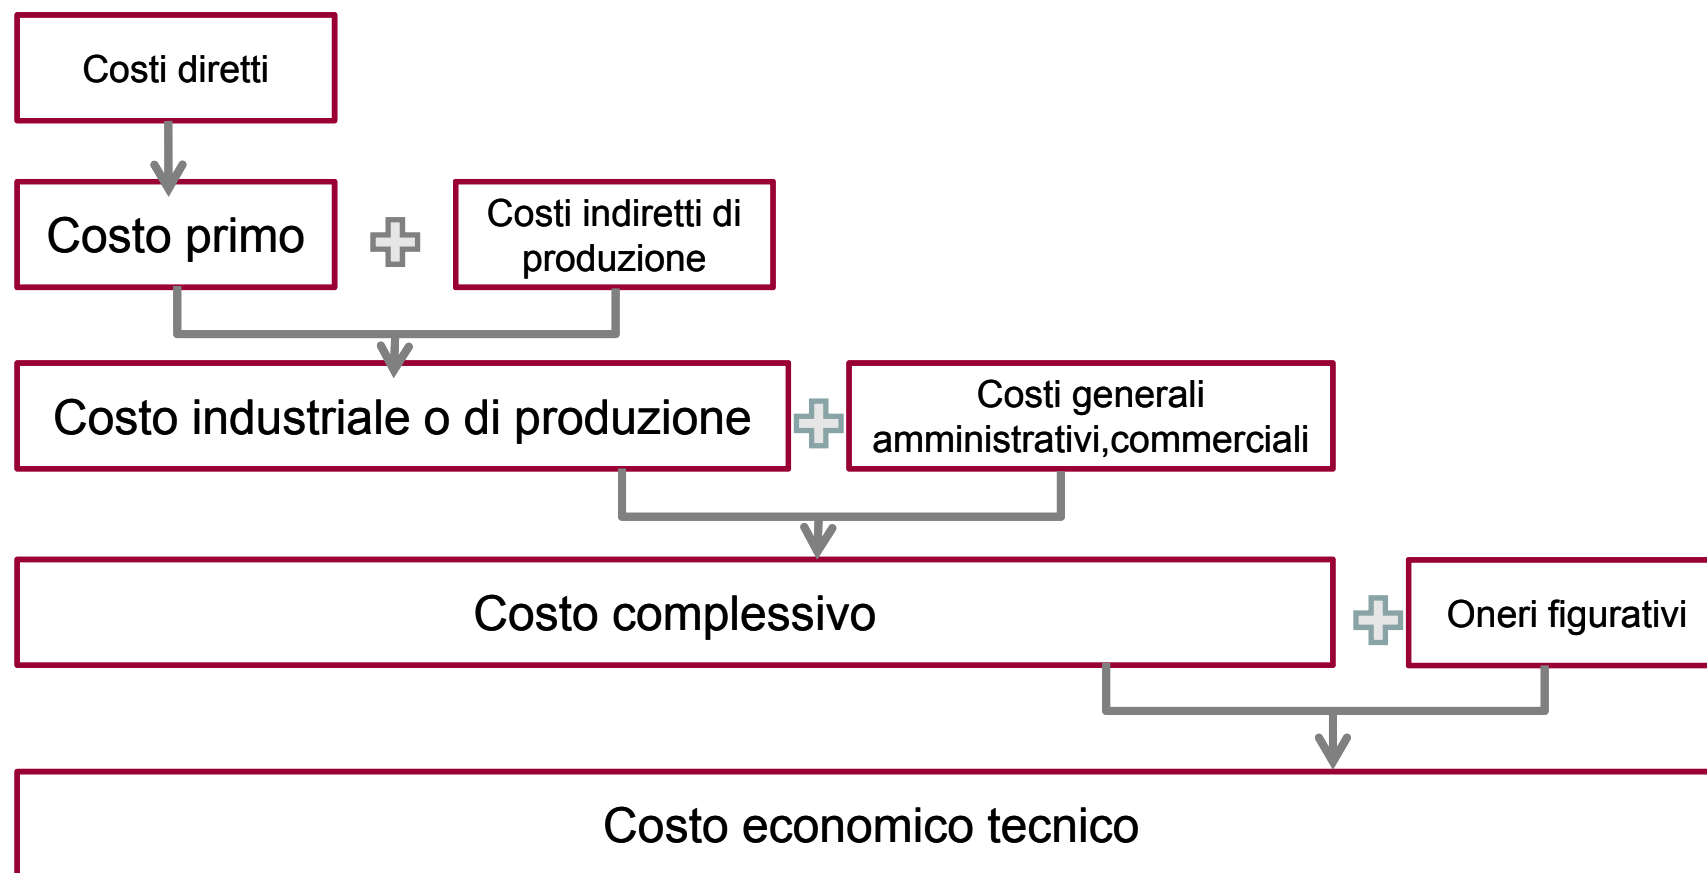 Costi diretti
Costo primo
Costi indiretti di
produzione
Costo industriale o di produzione
Costi generali
amministrativi,commerciali
Costo complessivo
Oneri figurativi
Costo economico tecnico